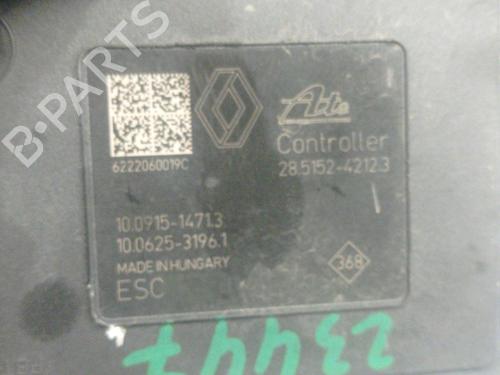 B-PARTS
Ate
6222060019C
Controller
28.5152-4212.3
10.0915-1471.3
10.0625-3196.1
MADE IN HUNGARY
368
ESC
23447